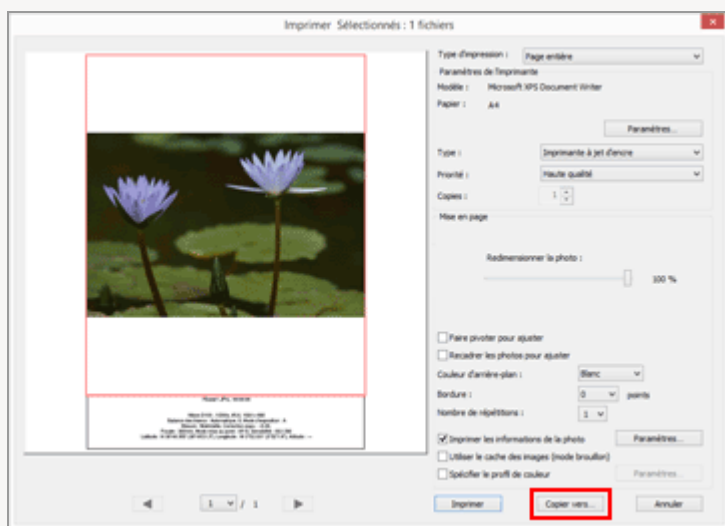 Imprimer Sélectionnés : 1 fichiers
Type d'impression : Page entière
Paramètres de l'imprimante
Modèle : Microsoft XPS Document Writer
Papier : A4
Paramètres...
Type : Imprimante à jet d'encre
Priorité : Haute qualité
Copies : 1
Mise en page
Redimensionner la photo :
100 %
Faire pivoter pour ajuster
Recadrer les photos pour ajuster
Couleur d'arrière-plan : Blanc
Bordure : 0 points
Nombre de répétitions : 1
Imprimer les informations de la photo Paramètres...
Utiliser le cache des images (mode brouillon)
Spécifier le profil de couleur Paramètres...
1 / 1
Imprimer Copier vers... Annuler